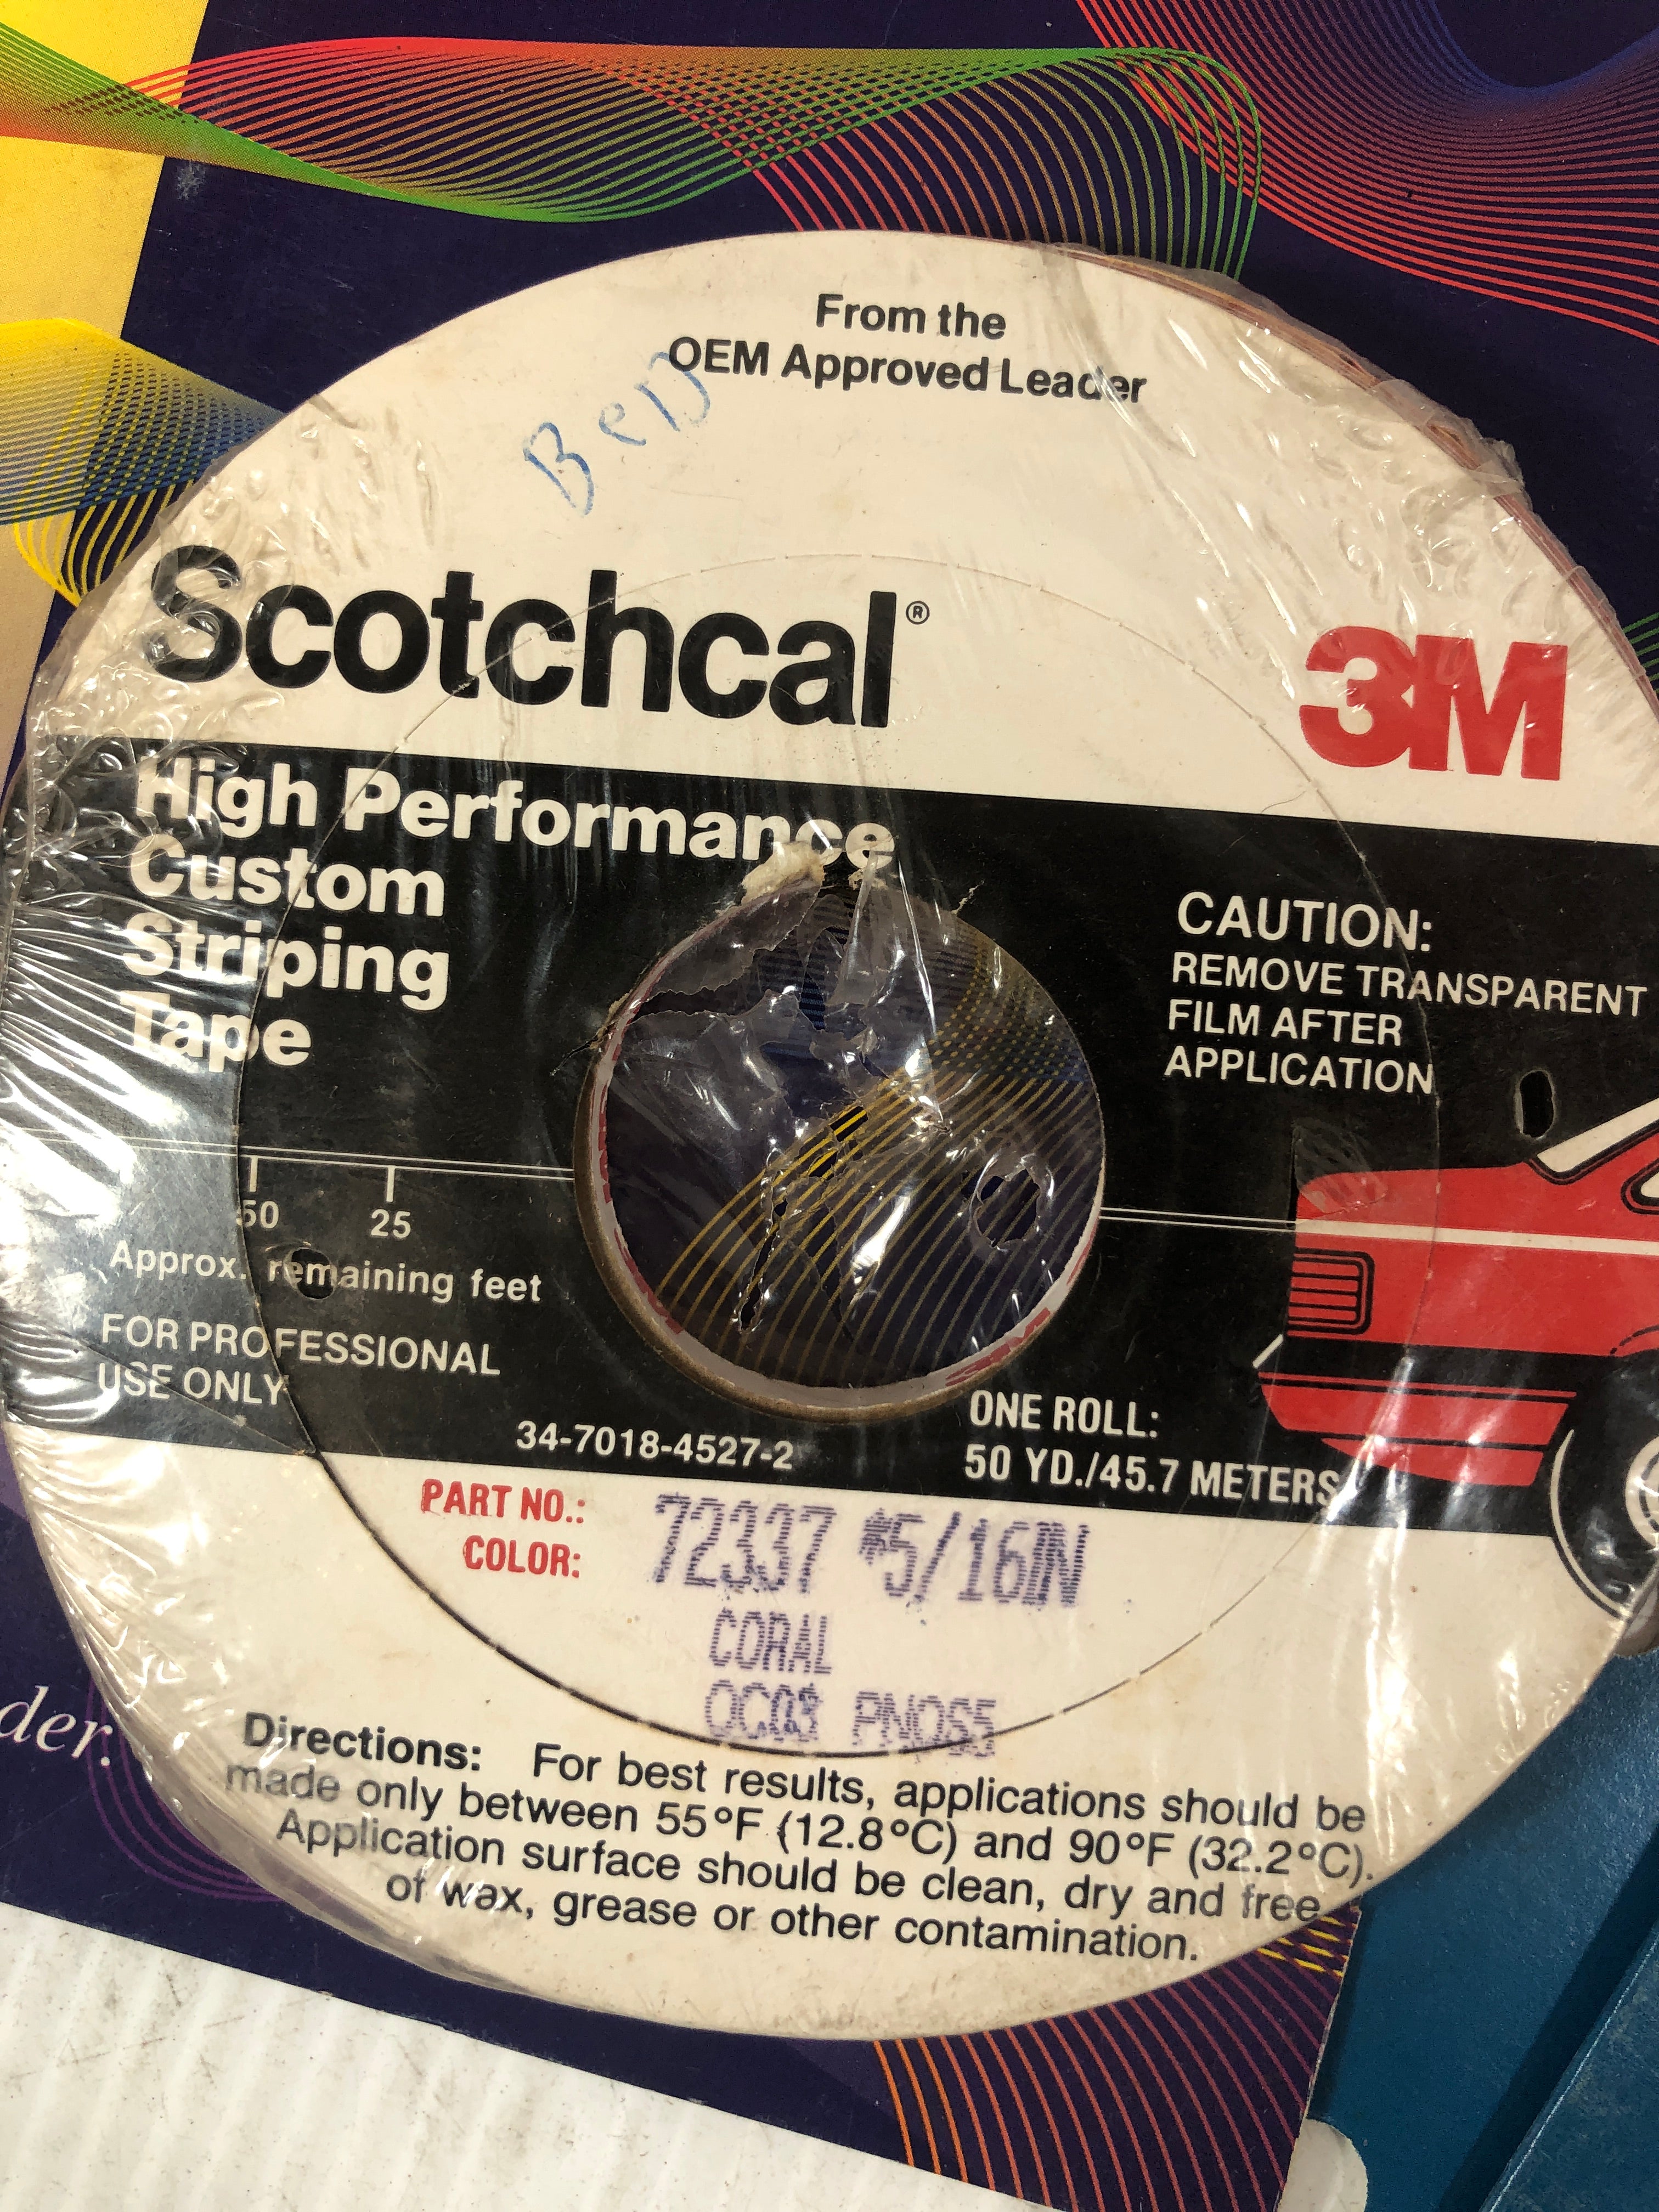 From the
OEM Approved Leader
Scotchcal®
3M
High Performance
Custom
Striping
Tape
CAUTION:
REMOVE TRANSPARENT
FILM AFTER
APPLICATION
50 25
Approx. remaining feet
FOR PROFESSIONAL
USE ONLY
34-7018-4527-2
ONE ROLL:
50 YD./45.7 METERS
PART NO.: 72337 *5/16IN
COLOR:
CORAL
Directions: For best results, applications should be
made only between 55°F (12.8°C) and 90°F (32.2°C).
Application surface should be clean, dry and free
of wax, grease or other contamination.
der.